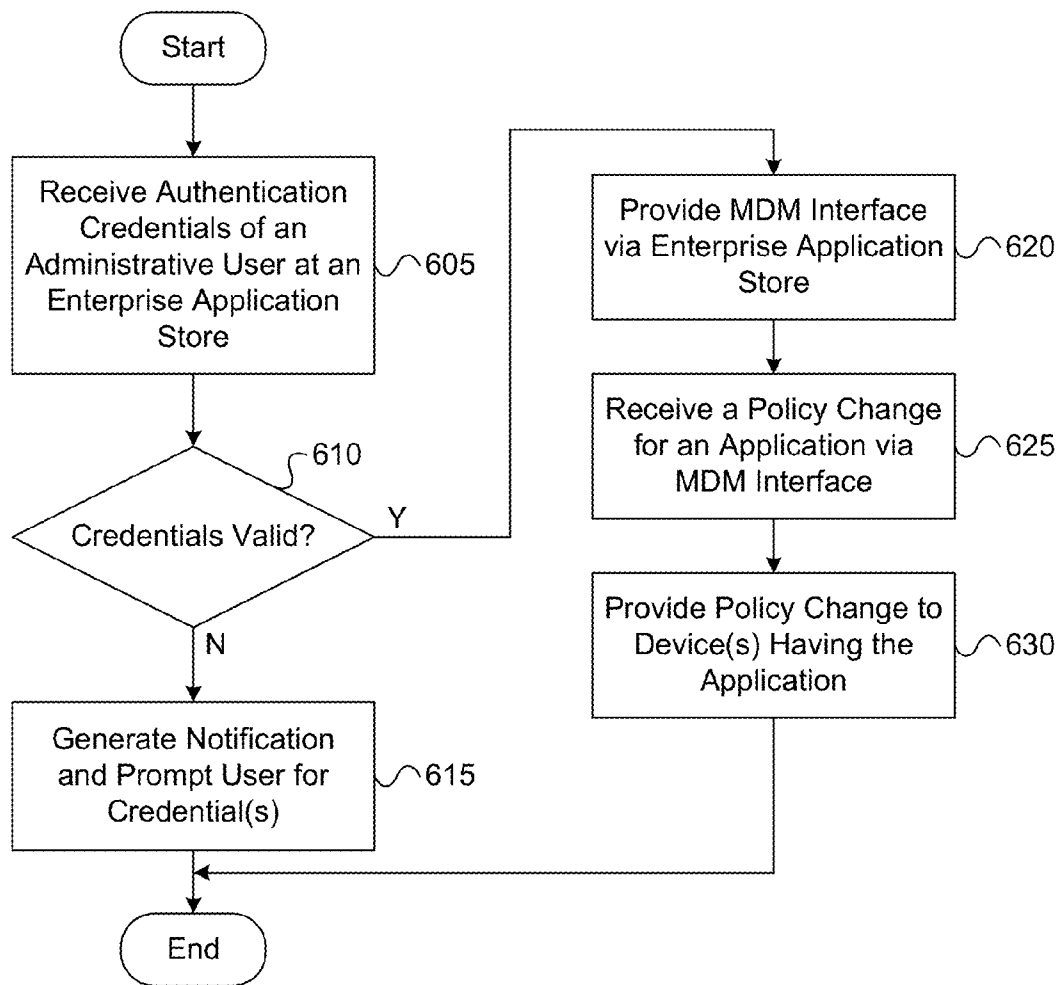 Start
Receive Authentication
Credentials of an
Administrative User at an
Enterprise Application
Store
605
610
Credentials Valid?
Y
N
Generate Notification
and Prompt User for
Credential(s)
615
End
Provide MDM Interface
via Enterprise Application
Store
620
Receive a Policy Change
for an Application via
MDM Interface
625
Provide Policy Change to
Device(s) Having the
Application
630